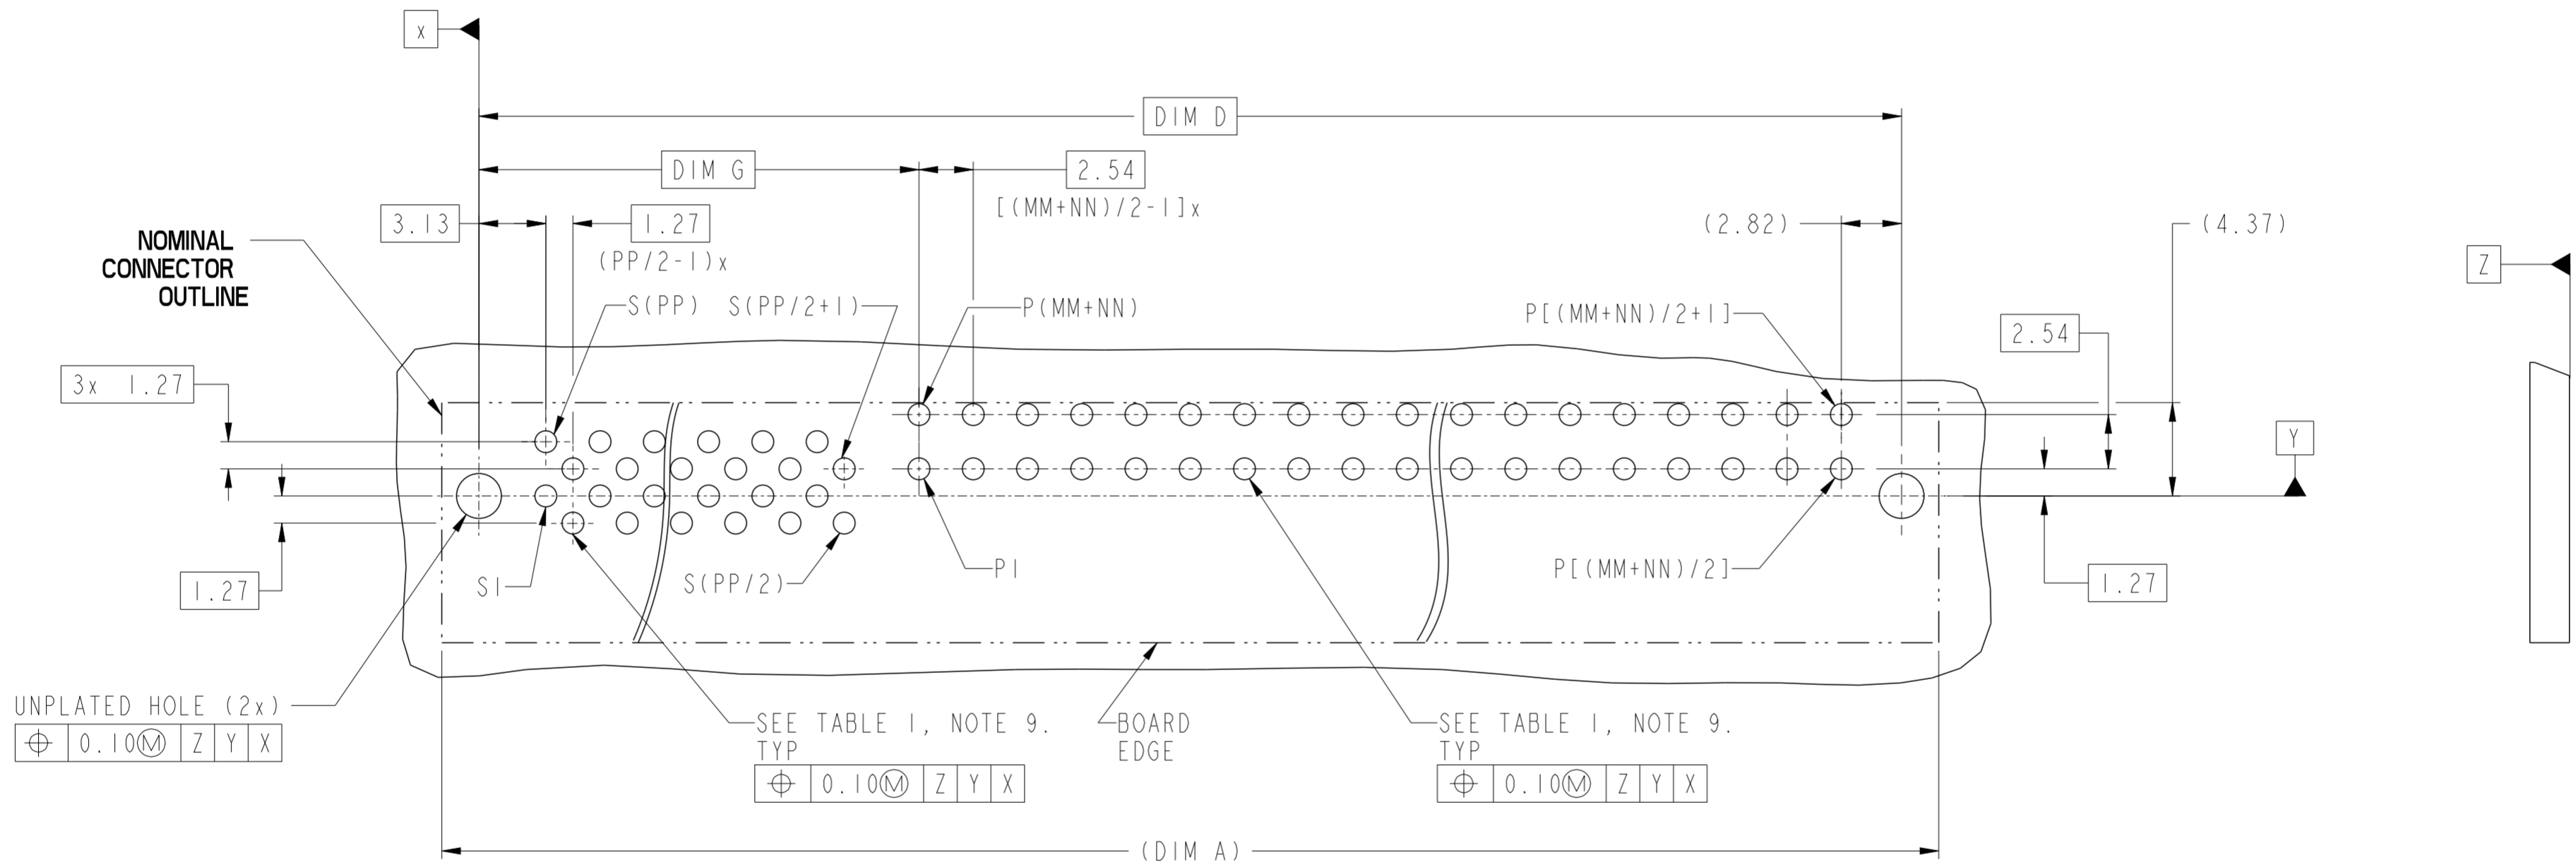 x
DIM D
DIM G
2.54
[(MM+NN)/2-1]x
3.13
1.27
(PP/2-1)x
(2.82)
(4.37)
NOMINAL
CONNECTOR
OUTLINE
Z
S(PP)
S(PP/2+1)
P(MM+NN)
P[(MM+NN)/2+1]
2.54
3x 1.27
Y
1.27
S1
S(PP/2)
P1
P[(MM+NN)/2]
1.27
UNPLATED HOLE (2x)
⌖ 0.10Ⓜ Z Y X
SEE TABLE 1, NOTE 9.
TYP
⌖ 0.10Ⓜ Z Y X
BOARD
EDGE
SEE TABLE 1, NOTE 9.
TYP
⌖ 0.10Ⓜ Z Y X
(DIM A)